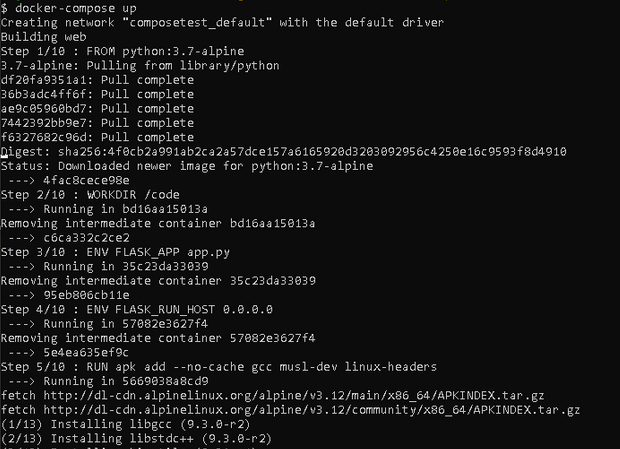 $ docker-compose up
Creating network "composetest_default" with the default driver
Building web
Step 1/10 : FROM python:3.7-alpine
3.7-alpine: Pulling from library/python
df20fa9351a1: Pull complete
36b3adc4ff6f: Pull complete
ae9c05960bd7: Pull complete
7442392bb9e7: Pull complete
f6327682c96d: Pull complete
Digest: sha256:4f0cb2a991ab2ca2a57dce157a6165920d3203092956c4250e16c9593f8d4910
Status: Downloaded newer image for python:3.7-alpine
---> 4fac8cece98e
Step 2/10 : WORKDIR /code
---> Running in bd16aa15013a
Removing intermediate container bd16aa15013a
---> c6ca332c2ce2
Step 3/10 : ENV FLASK_APP app.py
---> Running in 35c23da33039
Removing intermediate container 35c23da33039
---> 95eb806cb11e
Step 4/10 : ENV FLASK_RUN_HOST 0.0.0.0
---> Running in 57082e3627f4
Removing intermediate container 57082e3627f4
---> 5e4ea635ef9c
Step 5/10 : RUN apk add --no-cache gcc musl-dev linux-headers
---> Running in 5669038a8cd9
fetch http://dl-cdn.alpinelinux.org/alpine/v3.12/main/x86_64/APKINDEX.tar.gz
fetch http://dl-cdn.alpinelinux.org/alpine/v3.12/community/x86_64/APKINDEX.tar.gz
(1/13) Installing libgcc (9.3.0-r2)
(2/13) Installing libstdc++ (9.3.0-r2)